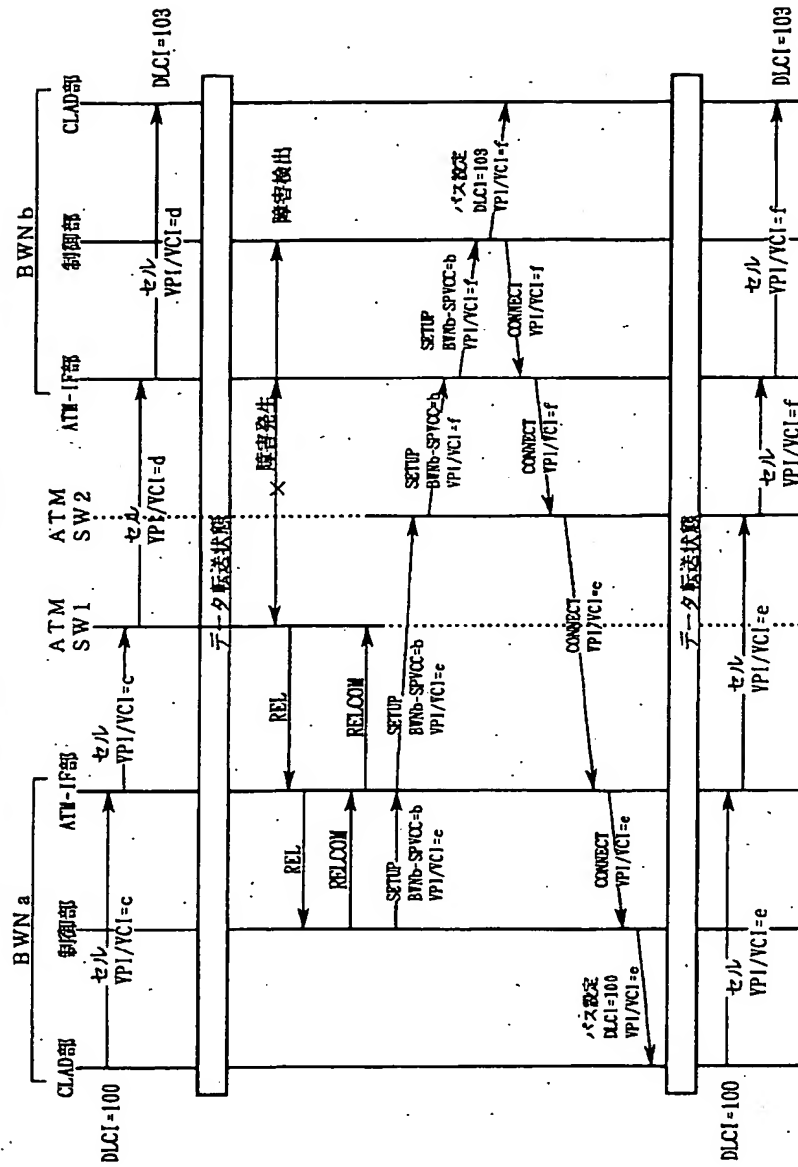 BWNa
BWNb
CLAD部
制御部
ATM-IF部
ATM
SW1
ATM
SW2
ATM-IF部
制御部
CLAD部
DLCI=100
セル
VPI/VCI=c
セル
VPI/VCI=c
セル
VPI/VCI=d
セル
VPI/VCI=d
DLCI=103
データ転送状態
障害発生
障害検出
REL
REL
RELCOM
RELCOM
SETUP
BWNb-SPVCC=b
VPI/VCI=e
SETUP
BWNb-SPVCC=b
VPI/VCI=e
SETUP
BWNb-SPVCC=b
VPI/VCI=f
SETUP
BWNb-SPVCC=b
VPI/VCI=f
パス設定
DLCI=103
VPI/VCI=f
CONNECT
VPI/VCI=f
CONNECT
VPI/VCI=f
CONNECT
VPI/VCI=e
CONNECT
VPI/VCI=e
パス設定
DLCI=100
VPI/VCI=e
データ転送状態
DLCI=100
セル
VPI/VCI=e
セル
VPI/VCI=e
セル
VPI/VCI=f
セル
VPI/VCI=f
DLCI=103